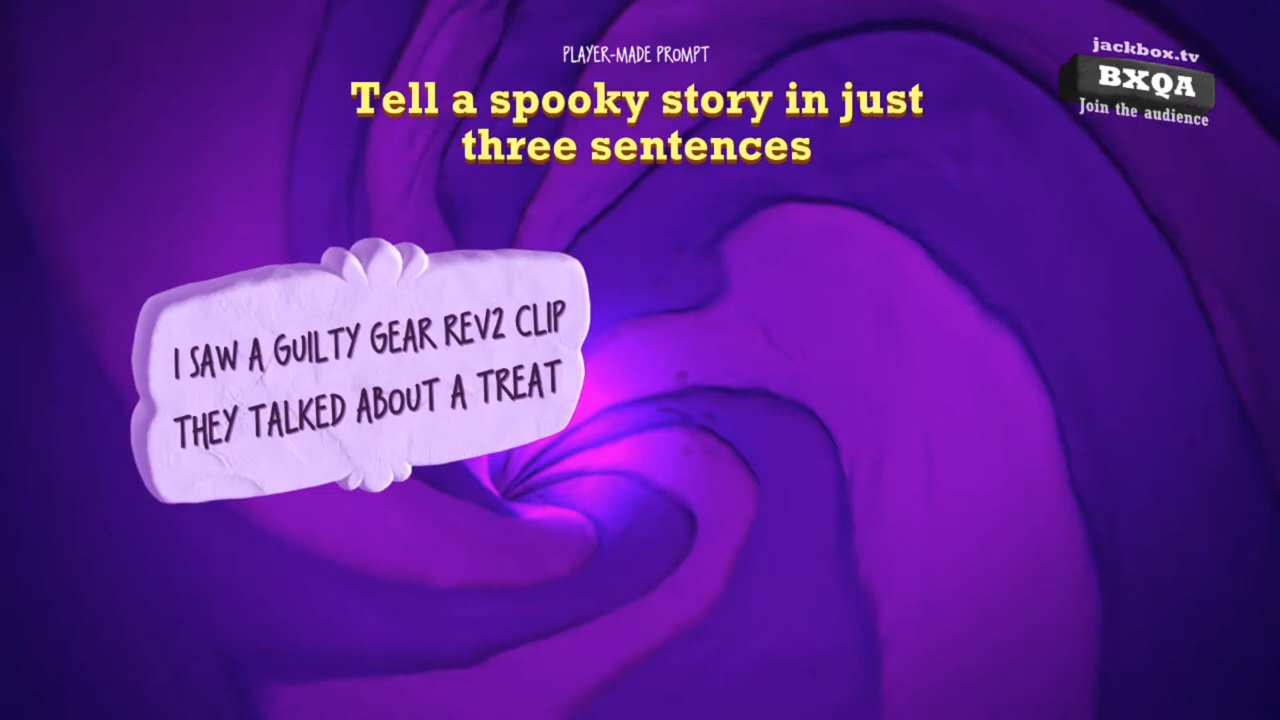 PLAYER-MADE PROMPT
Tell a spooky story in just
three sentences
jackbox.tv
BXQA
Join the audience
I SAW A GUILTY GEAR REV2 CLIP
THEY TALKED ABOUT A TREAT